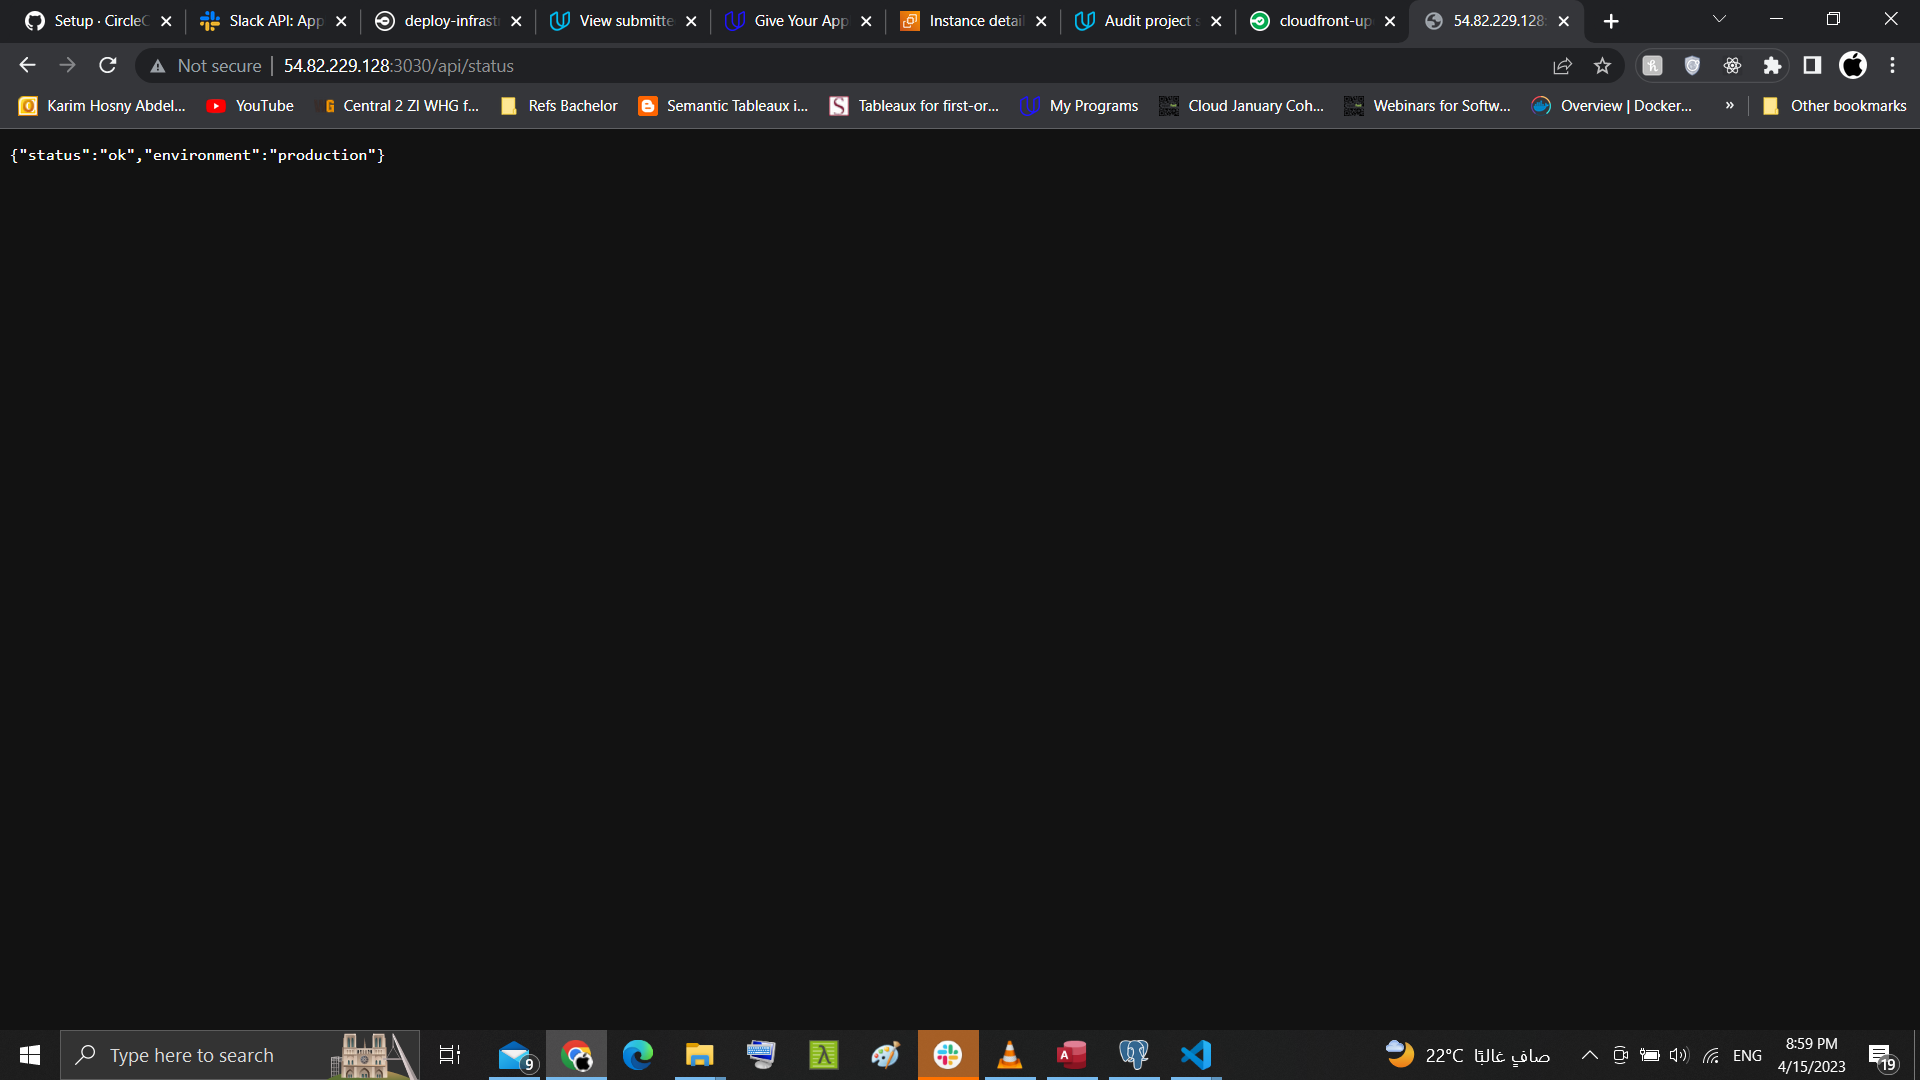 Setup · CircleC
Slack API: App
deploy-infrast
View submitte
Give Your App
Instance detail
Audit project s
cloudfront-up
54.82.229.128:
Not secure
54.82.229.128:3030/api/status
Karim Hosny Abdel...
YouTube
Central 2 ZI WHG f...
Refs Bachelor
Semantic Tableaux i...
Tableaux for first-or...
My Programs
Cloud January Coh...
Webinars for Softw...
Overview | Docker...
»
Other bookmarks
{"status":"ok","environment":"production"}
Type here to search
9
22°C صافٍ غالبًا
ENG
8:59 PM
4/15/2023
19